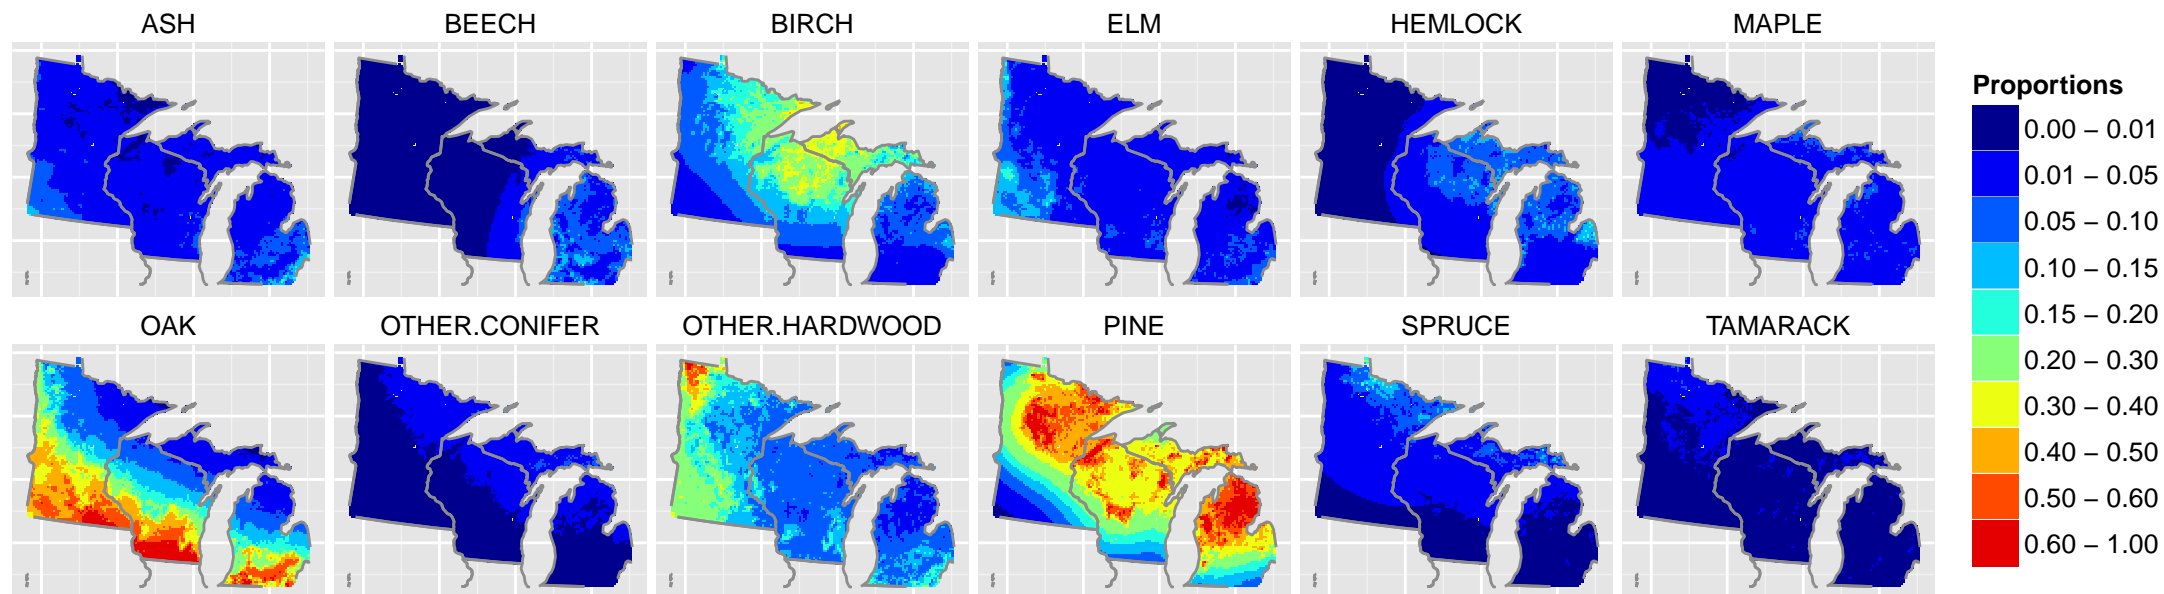 ASH BEECH BIRCH ELM HEMLOCK MAPLE
Proportions
0.00 – 0.01
0.01 – 0.05
0.05 – 0.10
0.10 – 0.15
0.15 – 0.20
0.20 – 0.30
0.30 – 0.40
0.40 – 0.50
0.50 – 0.60
0.60 – 1.00
OAK OTHER.CONIFER OTHER.HARDWOOD PINE SPRUCE TAMARACK